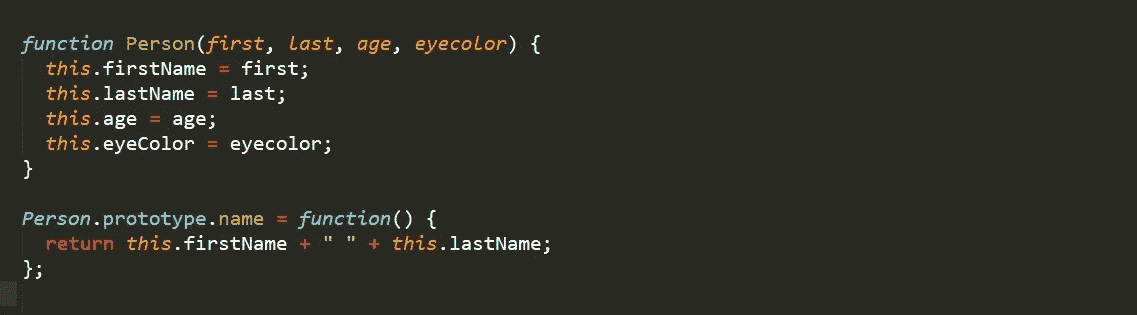 function Person(first, last, age, eyecolor) {
  this.firstName = first;
  this.lastName = last;
  this.age = age;
  this.eyeColor = eyecolor;
}

Person.prototype.name = function() {
  return this.firstName + " " + this.lastName;
};